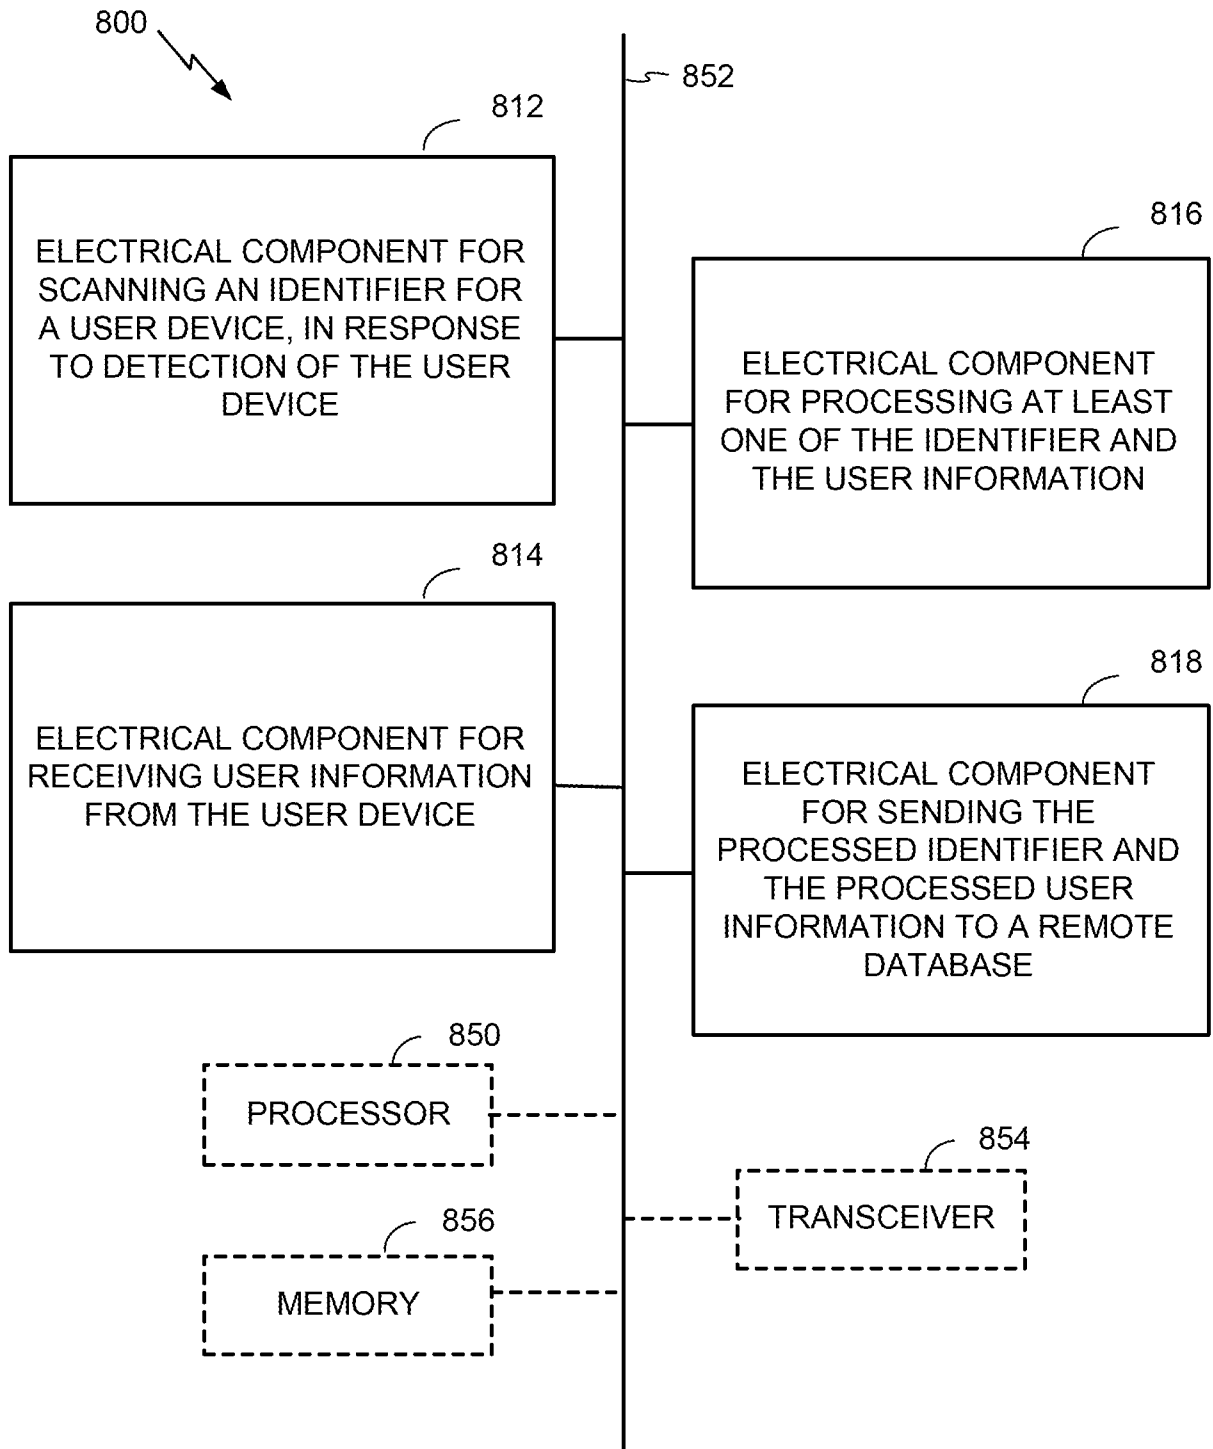 800
852
812
ELECTRICAL COMPONENT FOR
SCANNING AN IDENTIFIER FOR
A USER DEVICE, IN RESPONSE
TO DETECTION OF THE USER
DEVICE
816
ELECTRICAL COMPONENT
FOR PROCESSING AT LEAST
ONE OF THE IDENTIFIER AND
THE USER INFORMATION
814
ELECTRICAL COMPONENT FOR
RECEIVING USER INFORMATION
FROM THE USER DEVICE
818
ELECTRICAL COMPONENT
FOR SENDING THE
PROCESSED IDENTIFIER AND
THE PROCESSED USER
INFORMATION TO A REMOTE
DATABASE
850
PROCESSOR
854
TRANSCEIVER
856
MEMORY